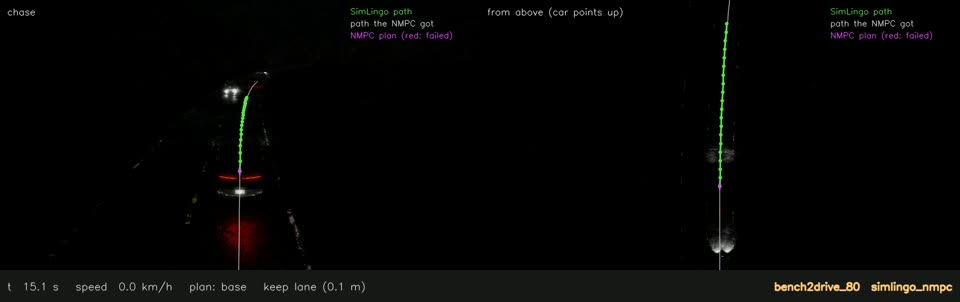 chase
SimLingo path
path the NMPC got
NMPC plan (red: failed)
from above (car points up)
SimLingo path
path the NMPC got
NMPC plan (red: failed)
t 15.1 s speed 0.0 km/h plan: base keep lane (0.1 m)
bench2drive_80 simlingo_nmpc